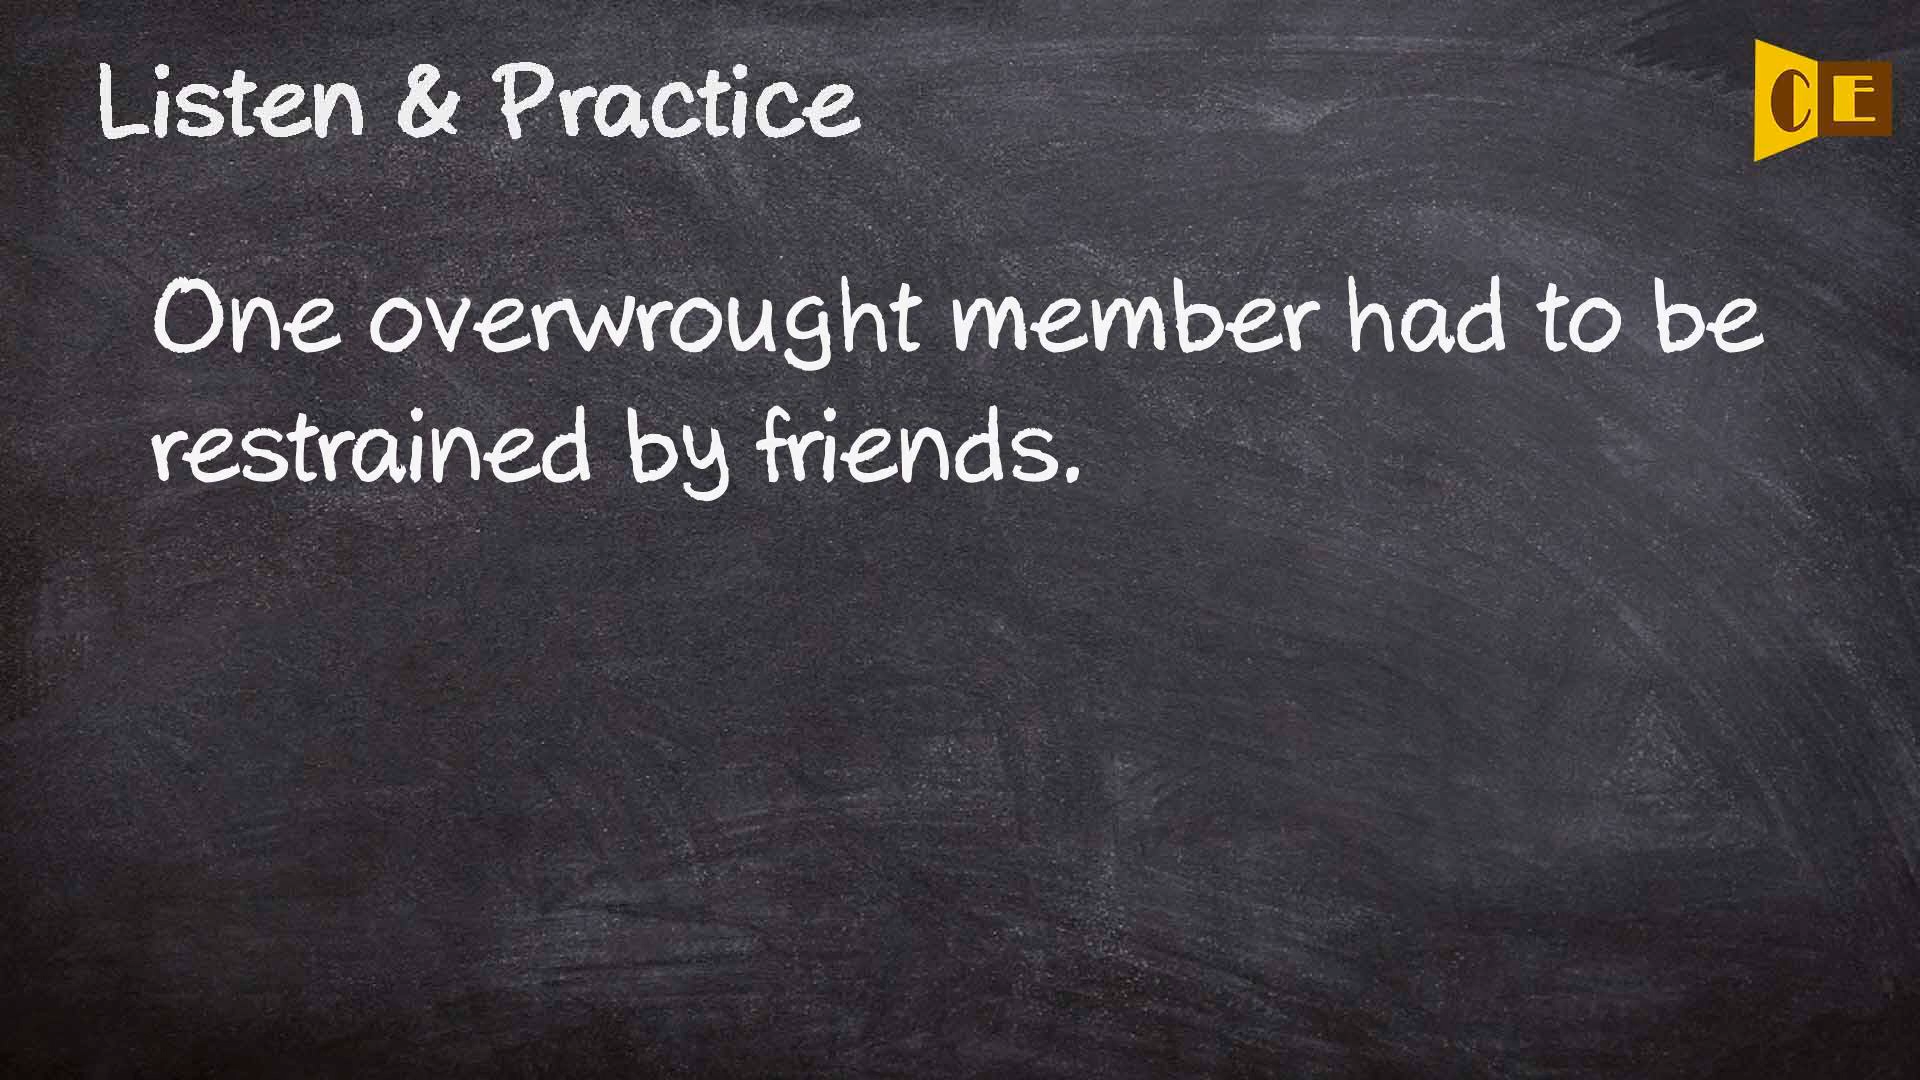 Listen & Practice
CE
One overwrought member had to be
restrained by friends.